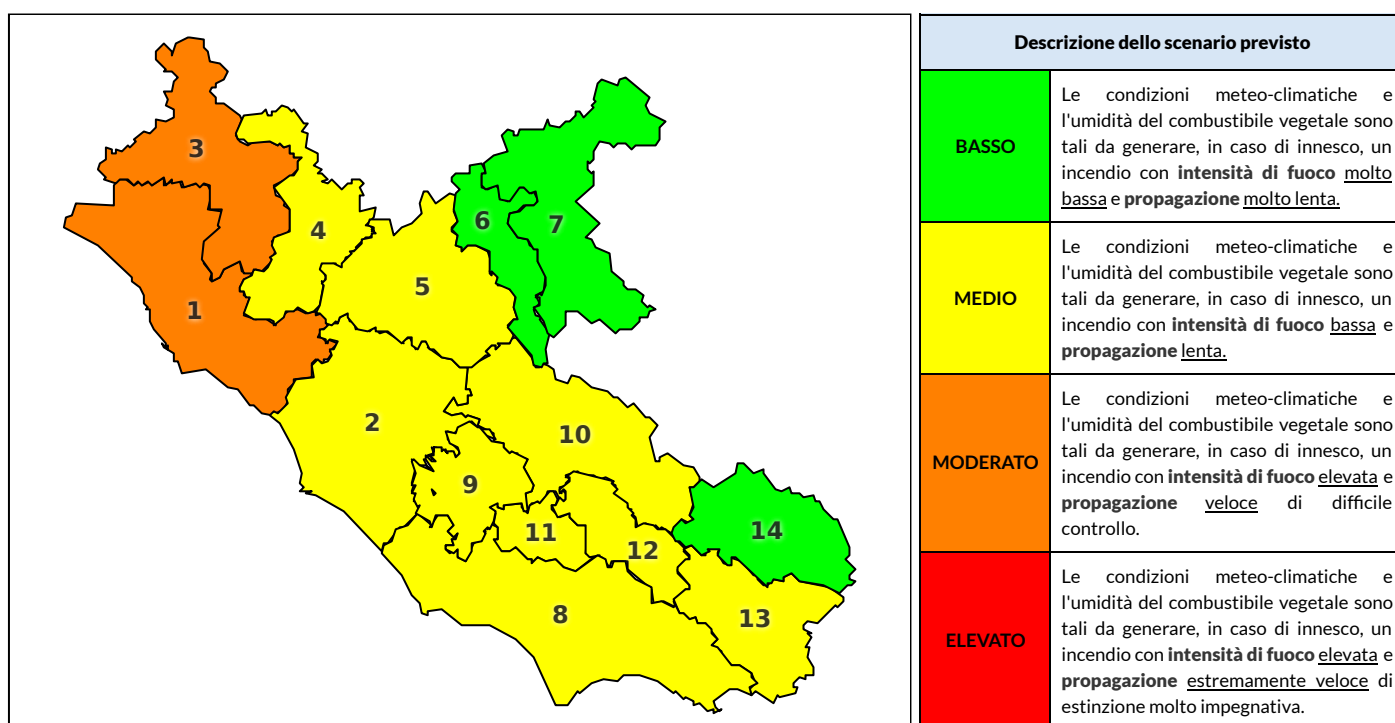 3
4
6
7
5
1
2
10
9
11
12
14
8
13
Descrizione dello scenario previsto
BASSO
Le condizioni meteo-climatiche e
l'umidità del combustibile vegetale sono
tali da generare, in caso di innesco, un
incendio con intensità di fuoco molto
bassa e propagazione molto lenta.
MEDIO
Le condizioni meteo-climatiche e
l'umidità del combustibile vegetale sono
tali da generare, in caso di innesco, un
incendio con intensità di fuoco bassa e
propagazione lenta.
MODERATO
Le condizioni meteo-climatiche e
l'umidità del combustibile vegetale sono
tali da generare, in caso di innesco, un
incendio con intensità di fuoco elevata e
propagazione veloce di difficile
controllo.
ELEVATO
Le condizioni meteo-climatiche e
l'umidità del combustibile vegetale sono
tali da generare, in caso di innesco, un
incendio con intensità di fuoco elevata e
propagazione estremamente veloce di
estinzione molto impegnativa.